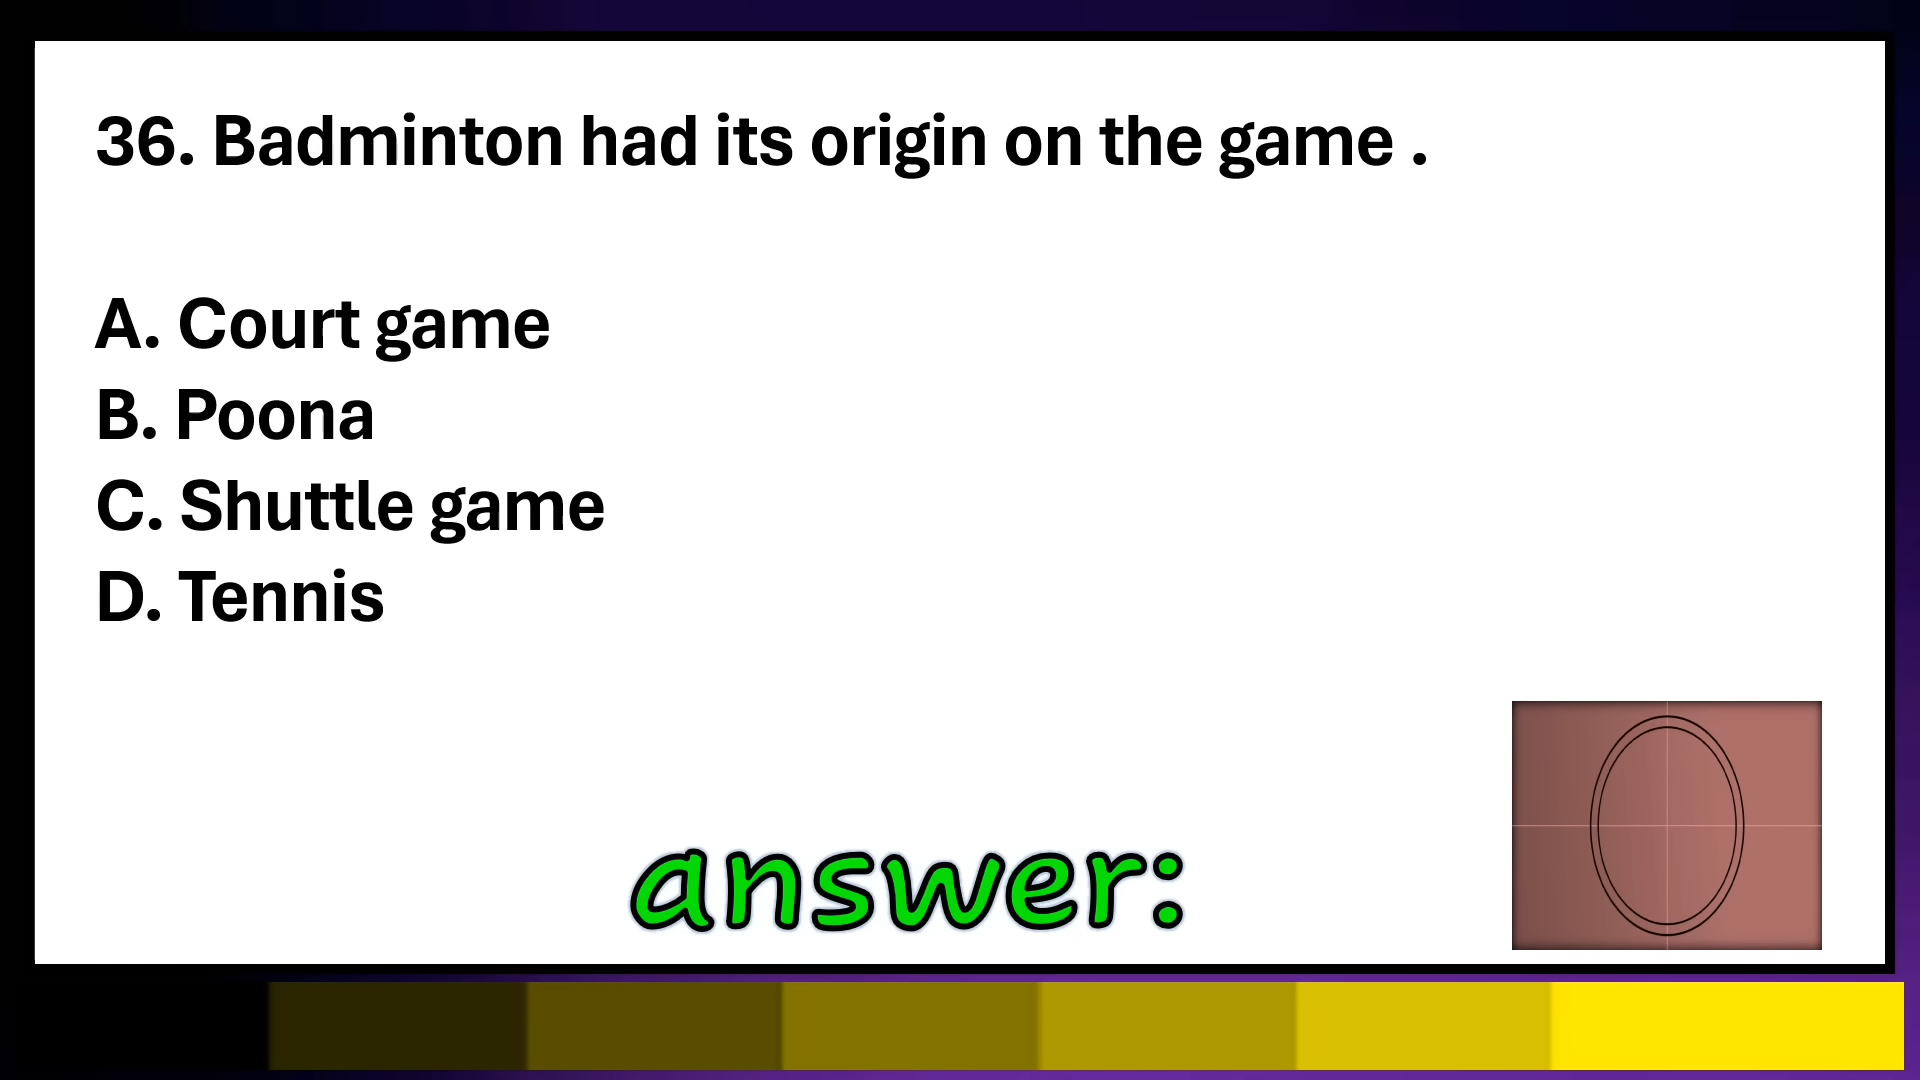 36. Badminton had its origin on the game .
A. Court game
B. Poona
C. Shuttle game
D. Tennis
answer: